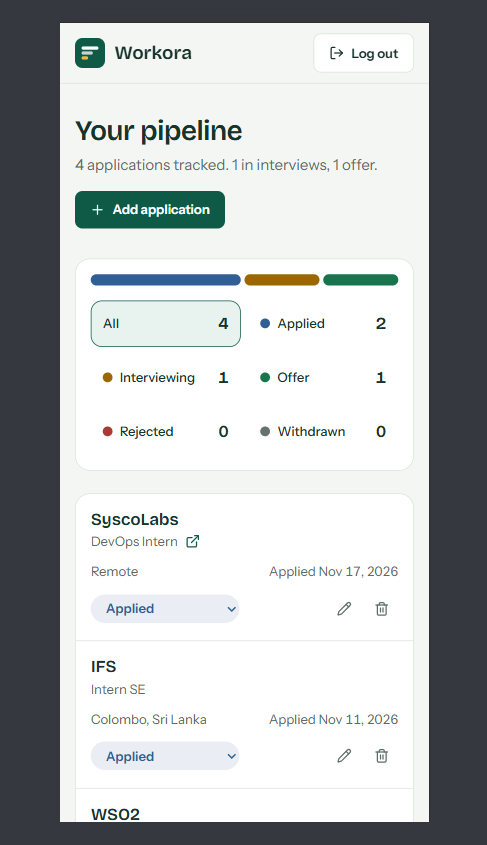 Workora
Log out
Your pipeline
4 applications tracked. 1 in interviews, 1 offer.
+ Add application
All 4
Applied 2
Interviewing 1
Offer 1
Rejected 0
Withdrawn 0
SyscoLabs
DevOps Intern
Remote
Applied Nov 17, 2026
Applied
IFS
Intern SE
Colombo, Sri Lanka
Applied Nov 11, 2026
Applied
WSO2